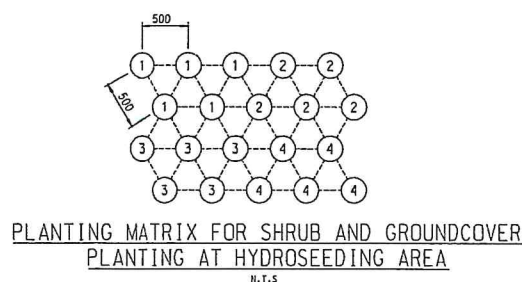 500
1 1 1 2 2
500
1 1 2 2 2
3 3 3 4 4
3 3 4 4 4
PLANTING MATRIX FOR SHRUB AND GROUNDCOVER
PLANTING AT HYDROSEEDING AREA
N.T.S